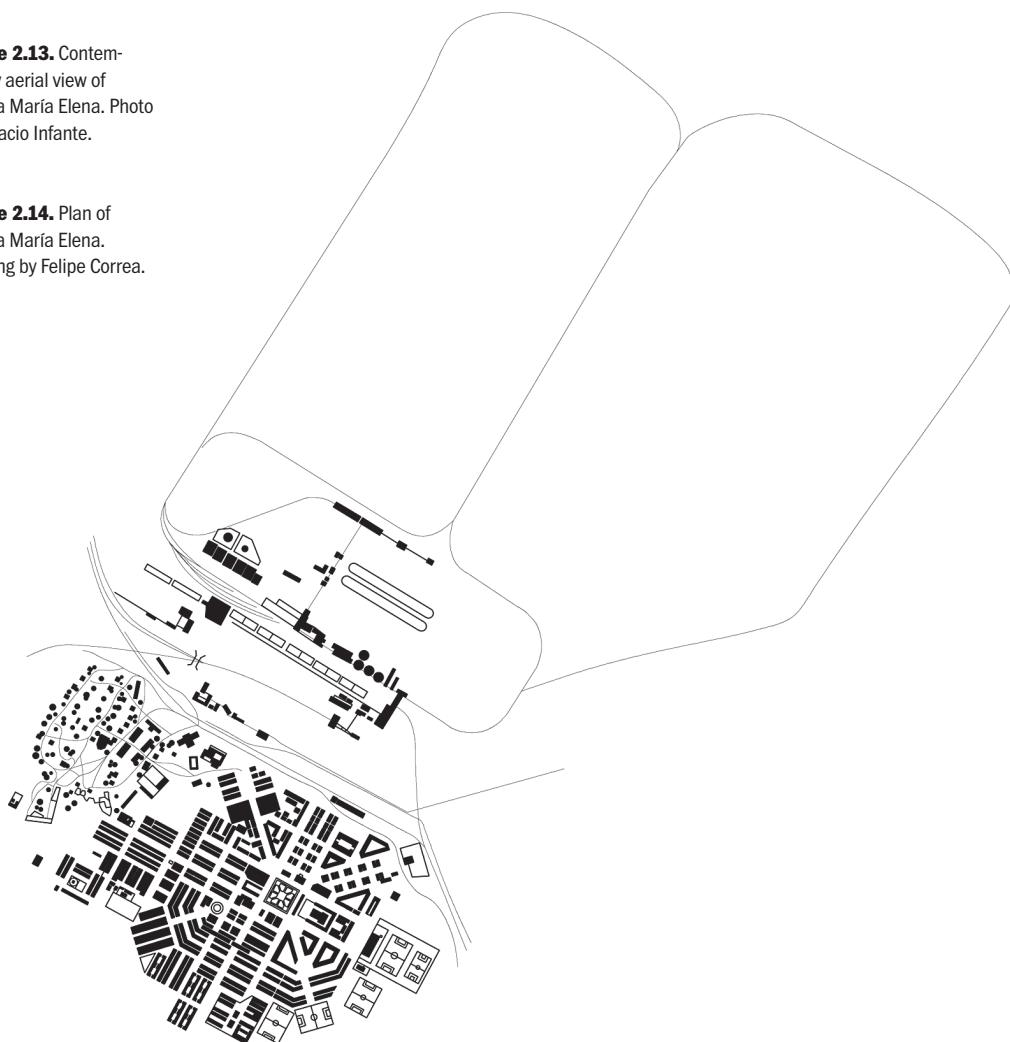 e 2.13. Contem-
aerial view of
María Elena. Photo
acio Infante.
e 2.14. Plan of
María Elena.
ng by Felipe Correa.